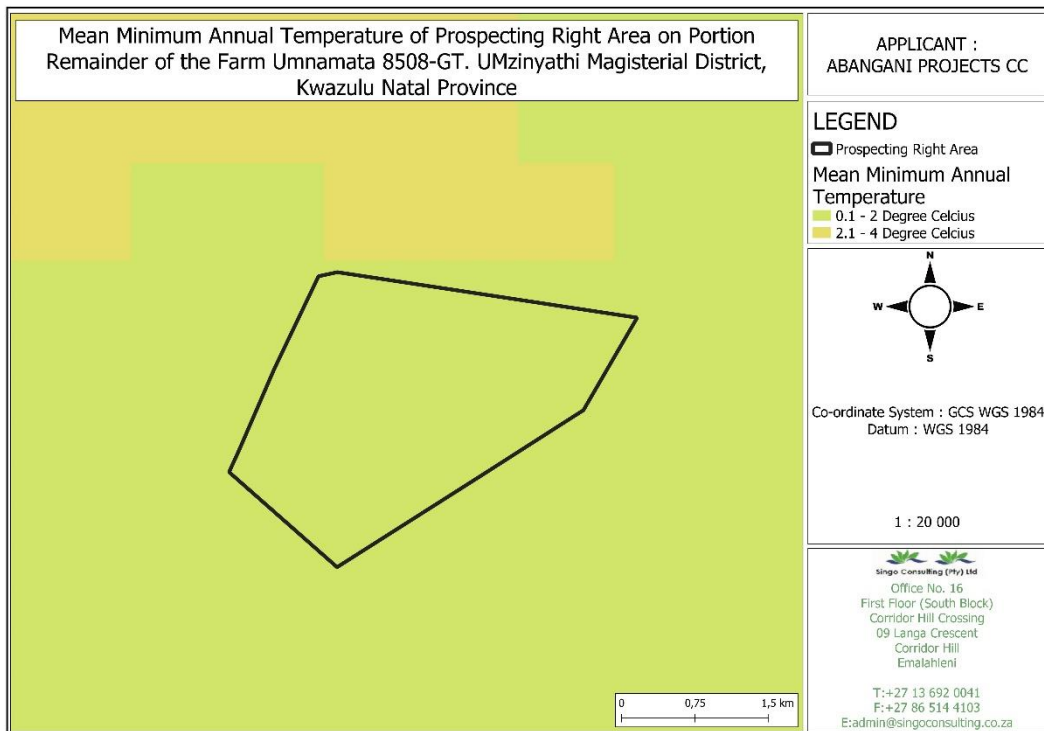 Mean Minimum Annual Temperature of Prospecting Right Area on Portion
Remainder of the Farm Umnamata 8508-GT. UMzinyathi Magisterial District,
Kwazulu Natal Province
APPLICANT :
ABANGANI PROJECTS CC
LEGEND
Prospecting Right Area
Mean Minimum Annual
Temperature
0.1 - 2 Degree Celcius
2.1 - 4 Degree Celcius
N
W E
S
Co-ordinate System : GCS WGS 1984
Datum : WGS 1984
1 : 20 000
Singo Consulting (Pty) Ltd
Office No. 16
First Floor (South Block)
Corridor Hill Crossing
09 Langa Crescent
Corridor Hill
Emalahleni
T:+27 13 692 0041
F:+27 86 514 4103
E:admin@singoconsulting.co.za
0 0,75 1,5 km